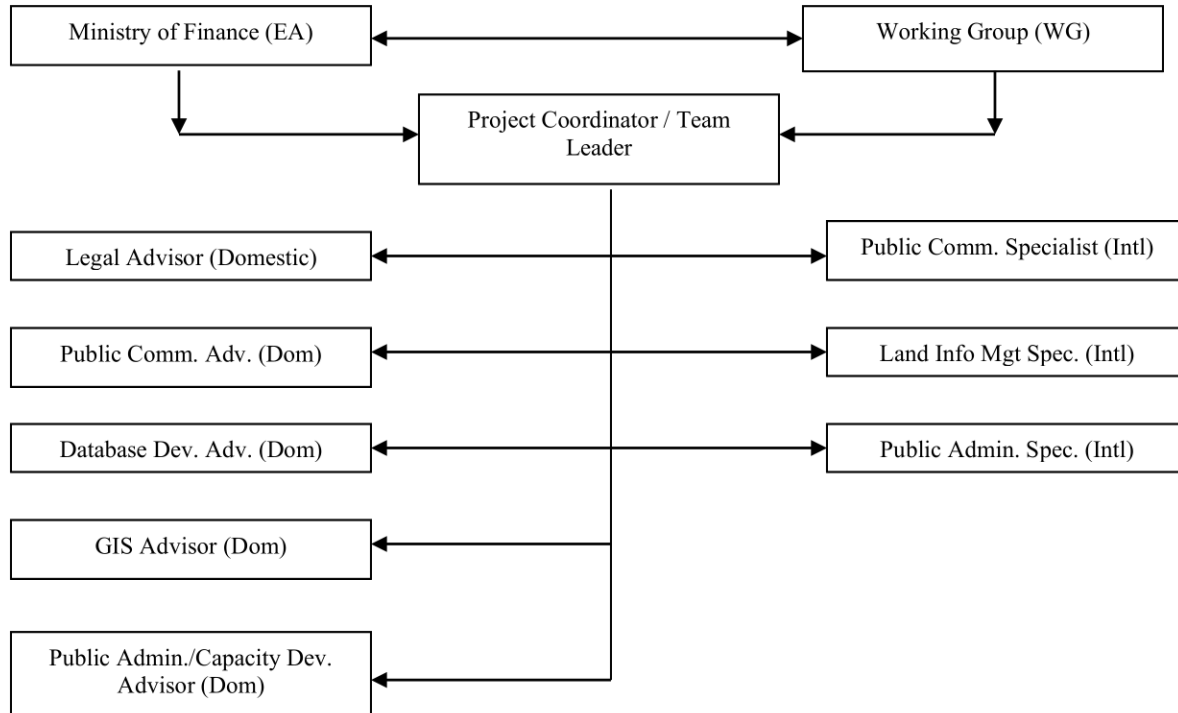 Ministry of Finance (EA)
Working Group (WG)
Project Coordinator / Team
Leader
Legal Advisor (Domestic)
Public Comm. Specialist (Intl)
Public Comm. Adv. (Dom)
Land Info Mgt Spec. (Intl)
Database Dev. Adv. (Dom)
Public Admin. Spec. (Intl)
GIS Advisor (Dom)
Public Admin./Capacity Dev.
Advisor (Dom)